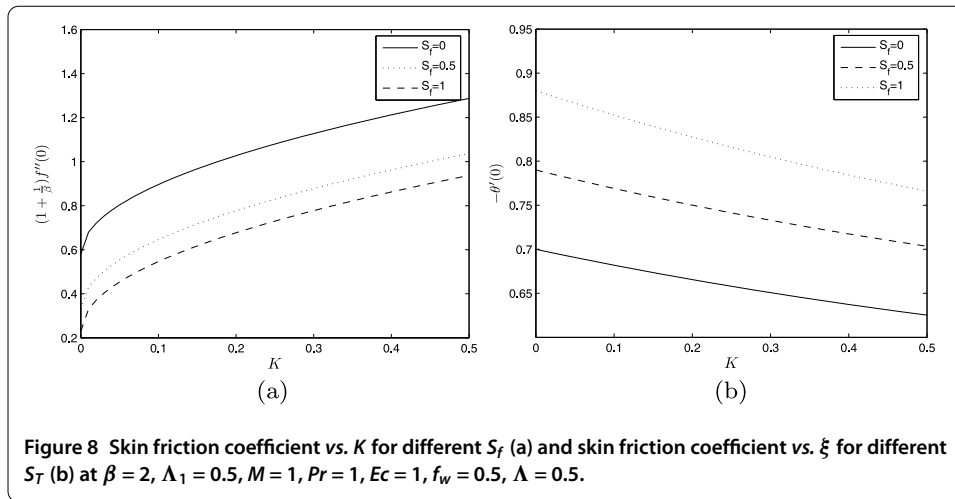 1.6
1.4
1.2
1
0.8
0.6
0.4
0.2
(1 + 1/β) f''(0)
S_f=0
S_f=0.5
S_f=1
0
0.1
0.2
0.3
0.4
0.5
K
(a)
0.95
0.9
0.85
0.8
0.75
0.7
0.65
−θ'(0)
S_f=0
S_f=0.5
S_f=1
0
0.1
0.2
0.3
0.4
0.5
K
(b)
Figure 8 Skin friction coefficient vs. K for different S_f (a) and skin friction coefficient vs. ξ for different
S_T (b) at β = 2, Λ_1 = 0.5, M = 1, Pr = 1, Ec = 1, f_w = 0.5, Λ = 0.5.